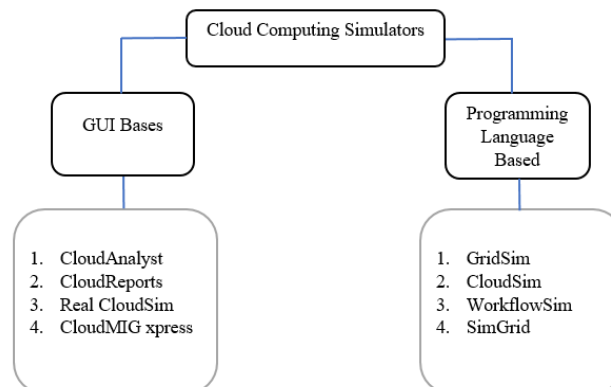 Cloud Computing Simulators
GUI Bases
Programming
Language
Based
1. CloudAnalyst
2. CloudReports
3. Real CloudSim
4. CloudMIG xpress
1. GridSim
2. CloudSim
3. WorkflowSim
4. SimGrid